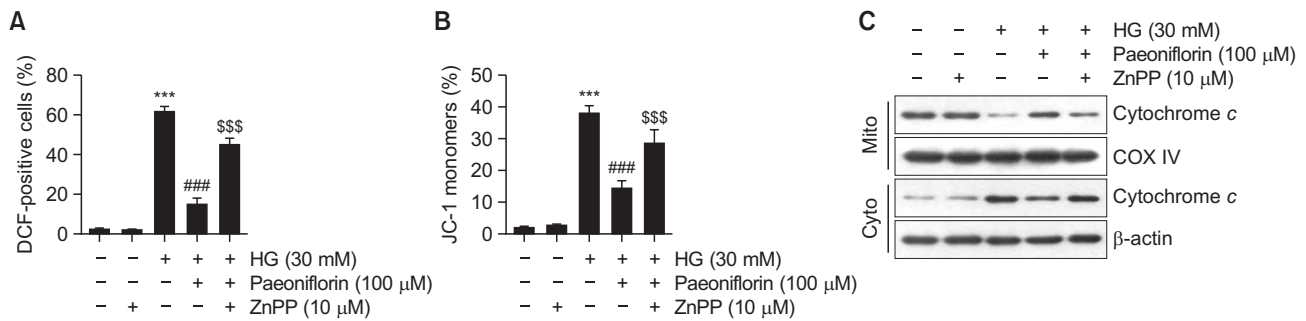 A
DCF-positive cells (%)
80
60
40
20
0
***
###
$$$
– – + + + HG (30 mM)
– – – + + Paeoniflorin (100 μM)
– + – – + ZnPP (10 μM)
B
JC-1 monomers (%)
50
40
30
20
10
0
***
###
$$$
– – + + + HG (30 mM)
– – – + + Paeoniflorin (100 μM)
– + – – + ZnPP (10 μM)
C
– – + + + HG (30 mM)
– – – + + Paeoniflorin (100 μM)
– + – – + ZnPP (10 μM)
Mito
Cytochrome c
COX IV
Cyto
Cytochrome c
β-actin